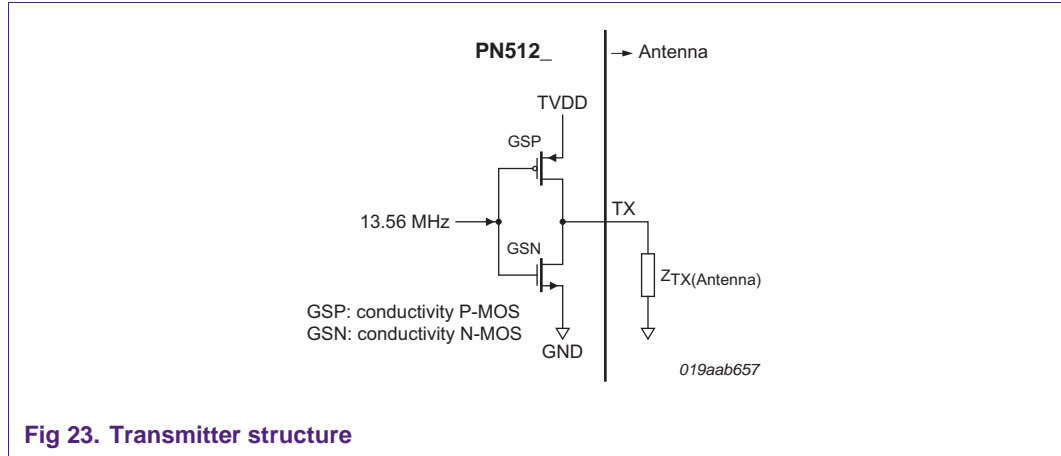 PN512_
Antenna
TVDD
GSP
13.56 MHz
TX
GSN
ZTX(Antenna)
GSP: conductivity P-MOS
GSN: conductivity N-MOS
GND
019aab657
Fig 23. Transmitter structure